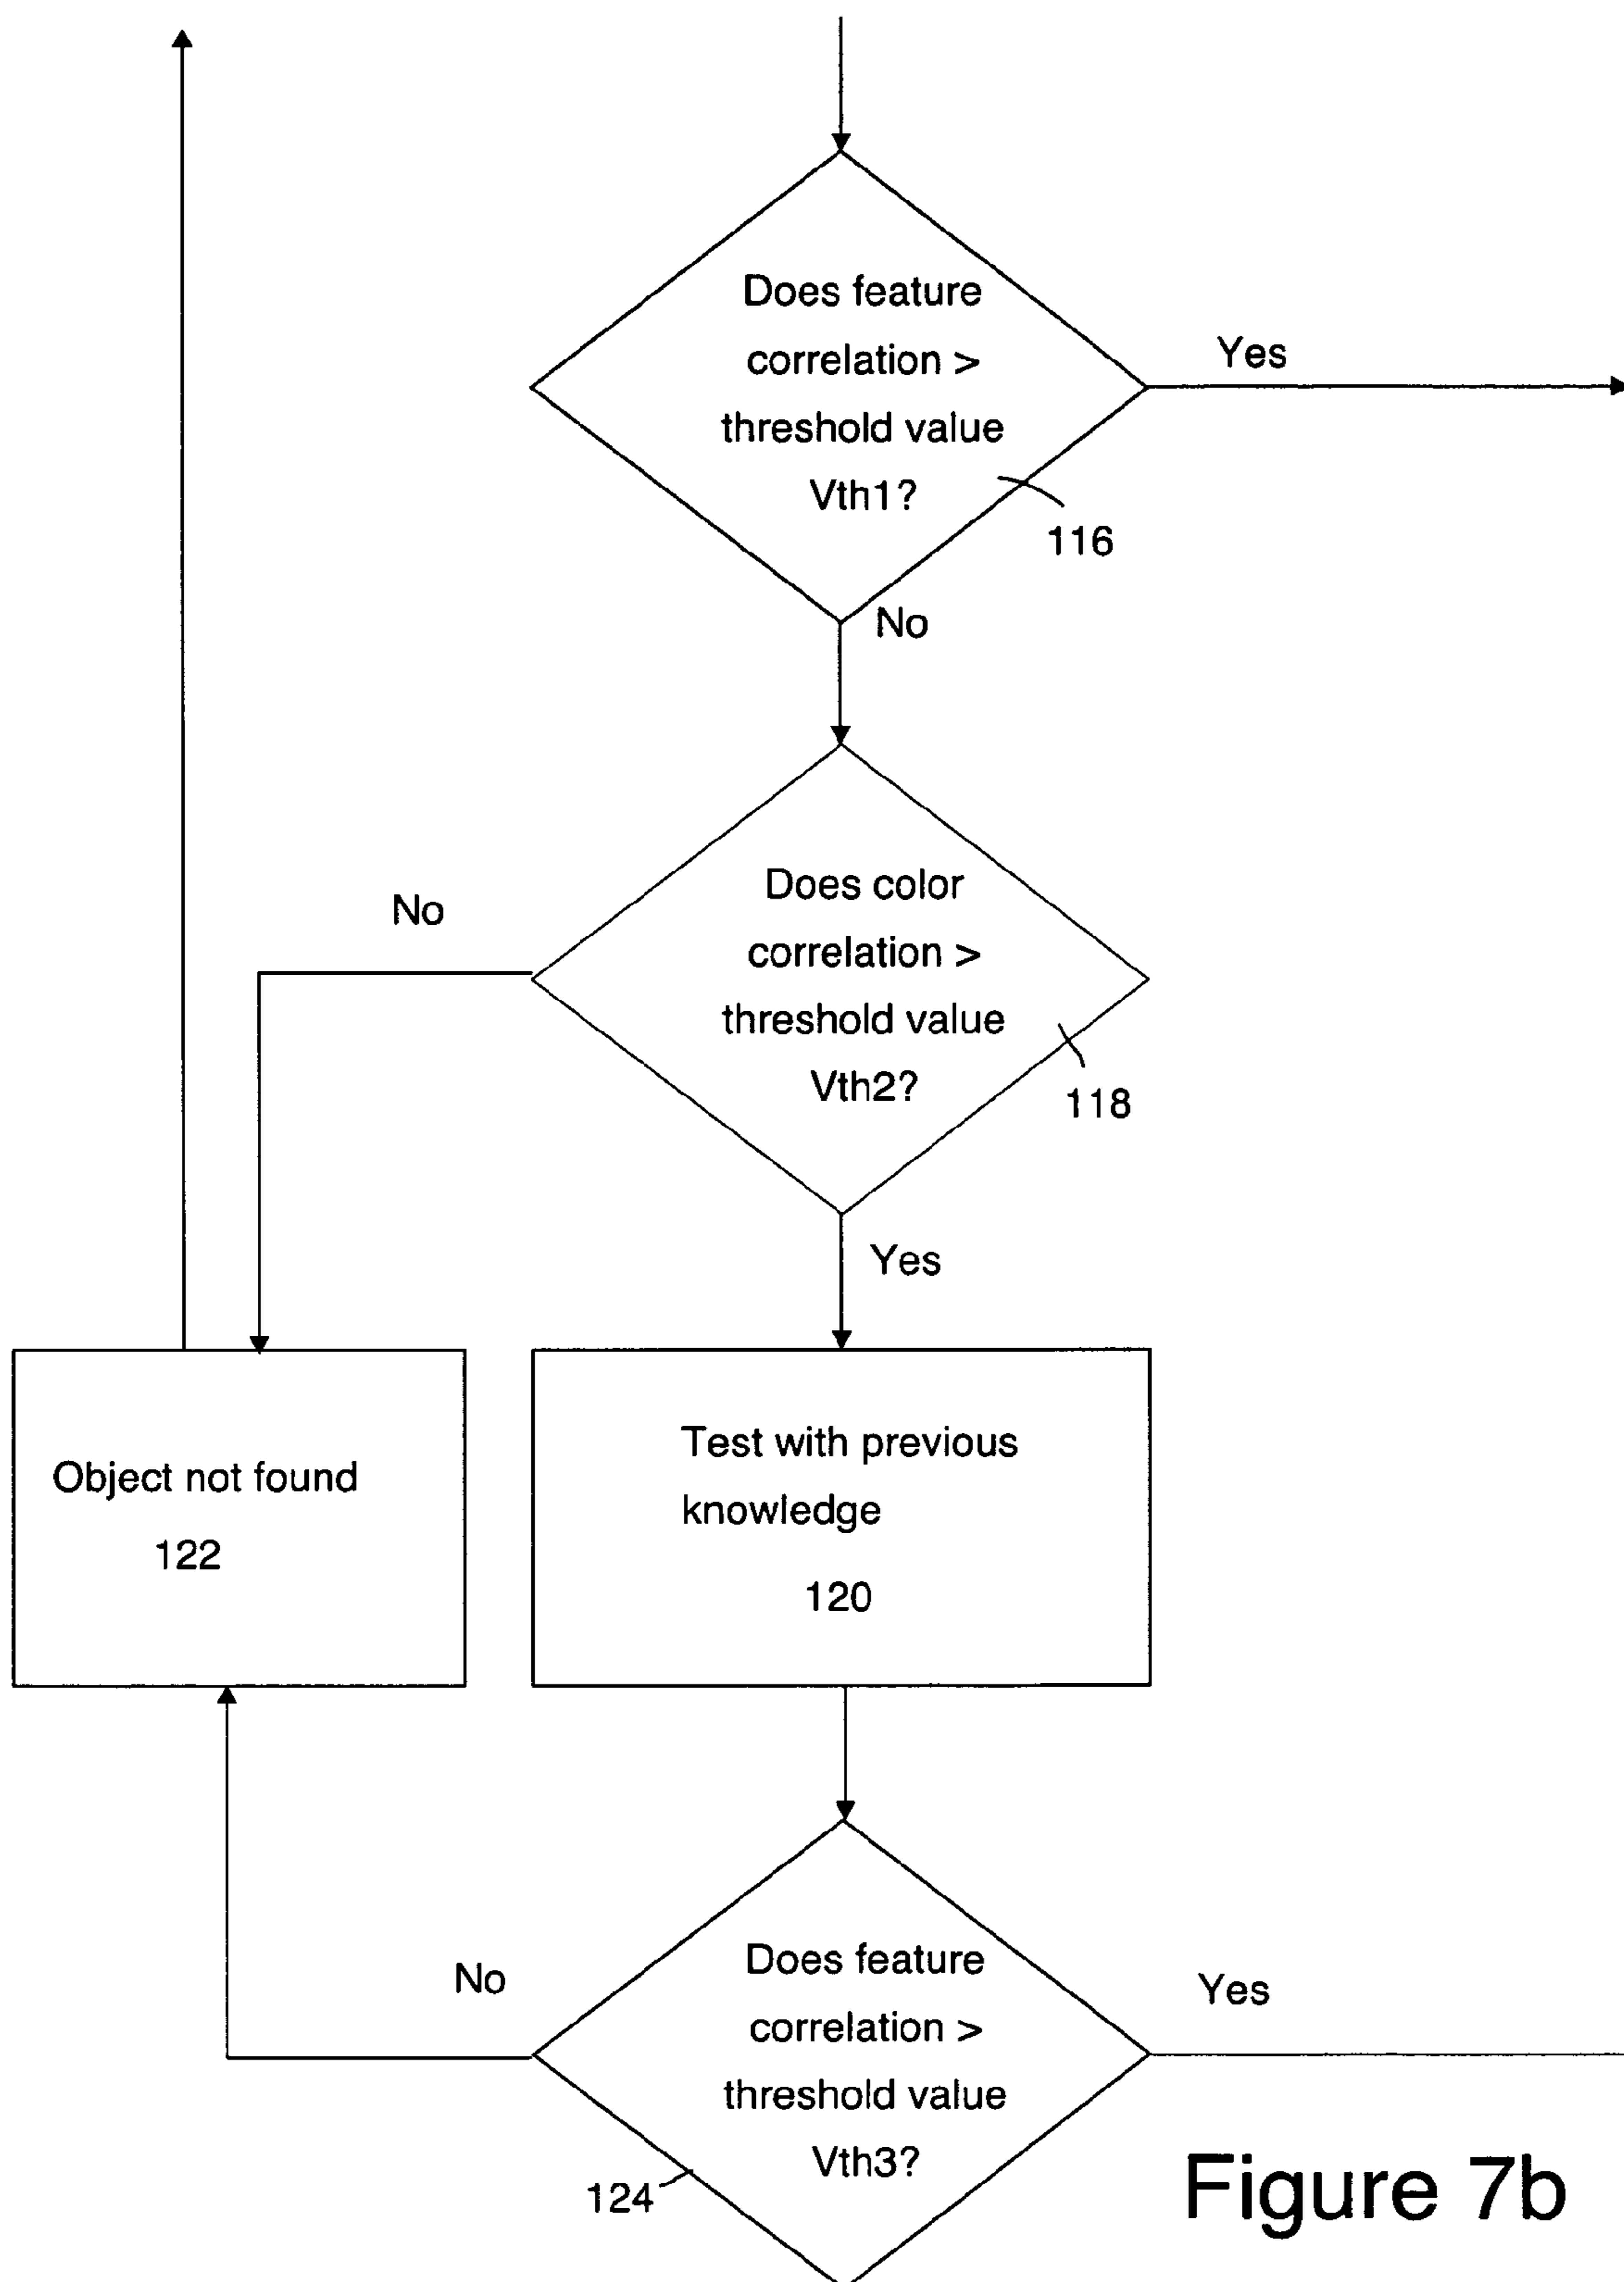 Does feature
correlation >
threshold value
Vth1?
Yes
116
No
Does color
correlation >
threshold value
Vth2?
No
118
Yes
Object not found
122
Test with previous
knowledge
120
Does feature
correlation >
threshold value
Vth3?
No
Yes
124
Figure 7b